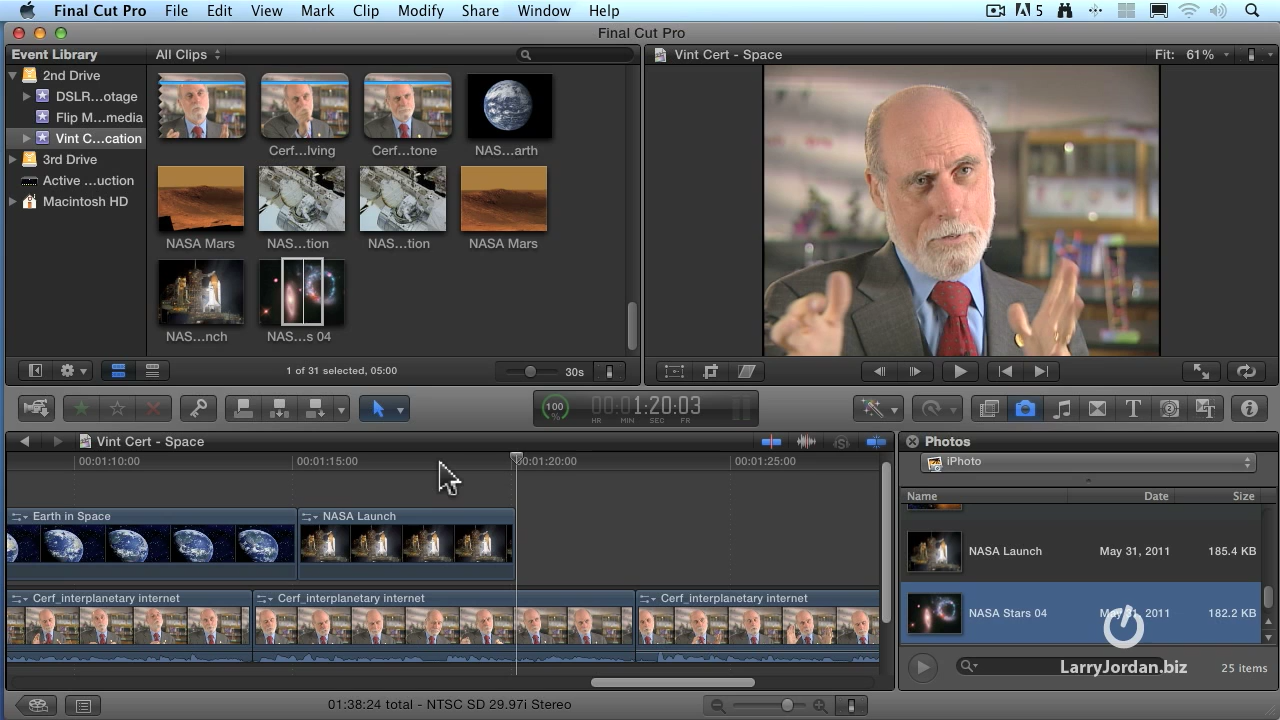 Final Cut Pro File Edit View Mark Clip Modify Share Window Help 5
Final Cut Pro
Event Library All Clips
Vint Cert - Space Fit: 61%
2nd Drive
DSLR...otage
Flip M...media
Vint C...cation
3rd Drive
Active ...uction
Macintosh HD
Cerf...lving Cerf...tone NAS...arth
NASA Mars NAS...tion NAS...tion NASA Mars
NAS...nch NAS...s 04
1 of 31 selected, 05:00 30s
100 00:01:20:03
HR MIN SEC FR
Vint Cert - Space
Photos
00:01:10:00 00:01:15:00 00:01:20:00 00:01:25:00
iPhoto
Name Date Size
Earth in Space NASA Launch
NASA Launch May 31, 2011 185.4 KB
Cerf_interplanetary internet Cerf_interplanetary internet Cerf_interplanetary internet
NASA Stars 04 May 31, 2011 182.2 KB
LarryJordan.biz 25 items
01:38:24 total - NTSC SD 29.97i Stereo